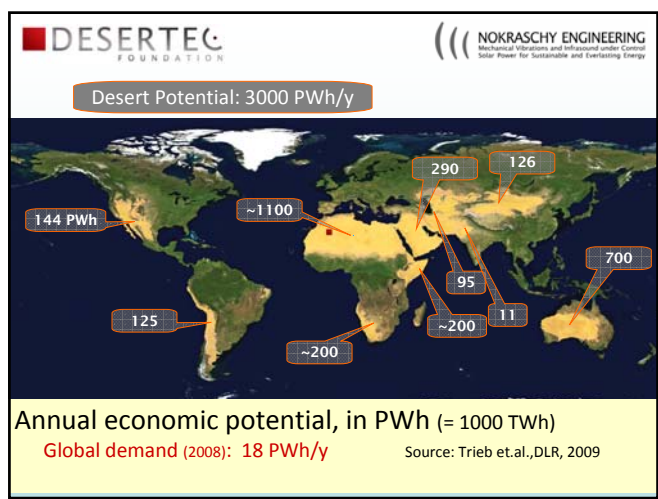 DESERTEC
FOUNDATION
NOKRASCHY ENGINEERING
Mechanical Vibrations and Infrasound under Control
Solar Power for Sustainable and Everlasting Energy
Desert Potential: 3000 PWh/y
290
126
144 PWh
~1100
700
95
11
125
~200
~200
Annual economic potential, in PWh (= 1000 TWh)
Global demand (2008): 18 PWh/y Source: Trieb et.al.,DLR, 2009